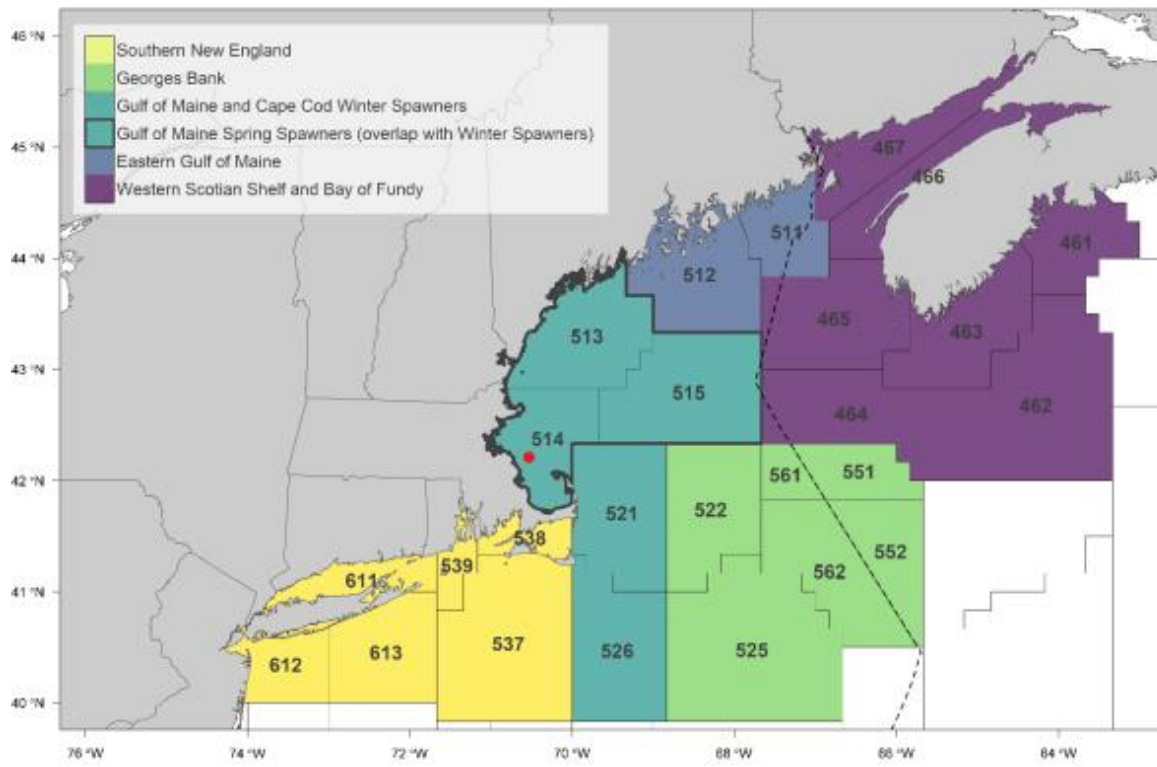 46 °N
Southern New England
Georges Bank
Gulf of Maine and Cape Cod Winter Spawners
Gulf of Maine Spring Spawners (overlap with Winter Spawners)
Eastern Gulf of Maine
Western Scotian Shelf and Bay of Fundy
45 °N
467
466
44 °N
511
512
461
43 °N
513
465
463
515
464
462
514
42 °N
561
551
521
522
538
552
539
562
41 °N
611
537
526
525
612
613
40 °N
76 °W
74 °W
72 °W
70 °W
68 °W
66 °W
64 °W